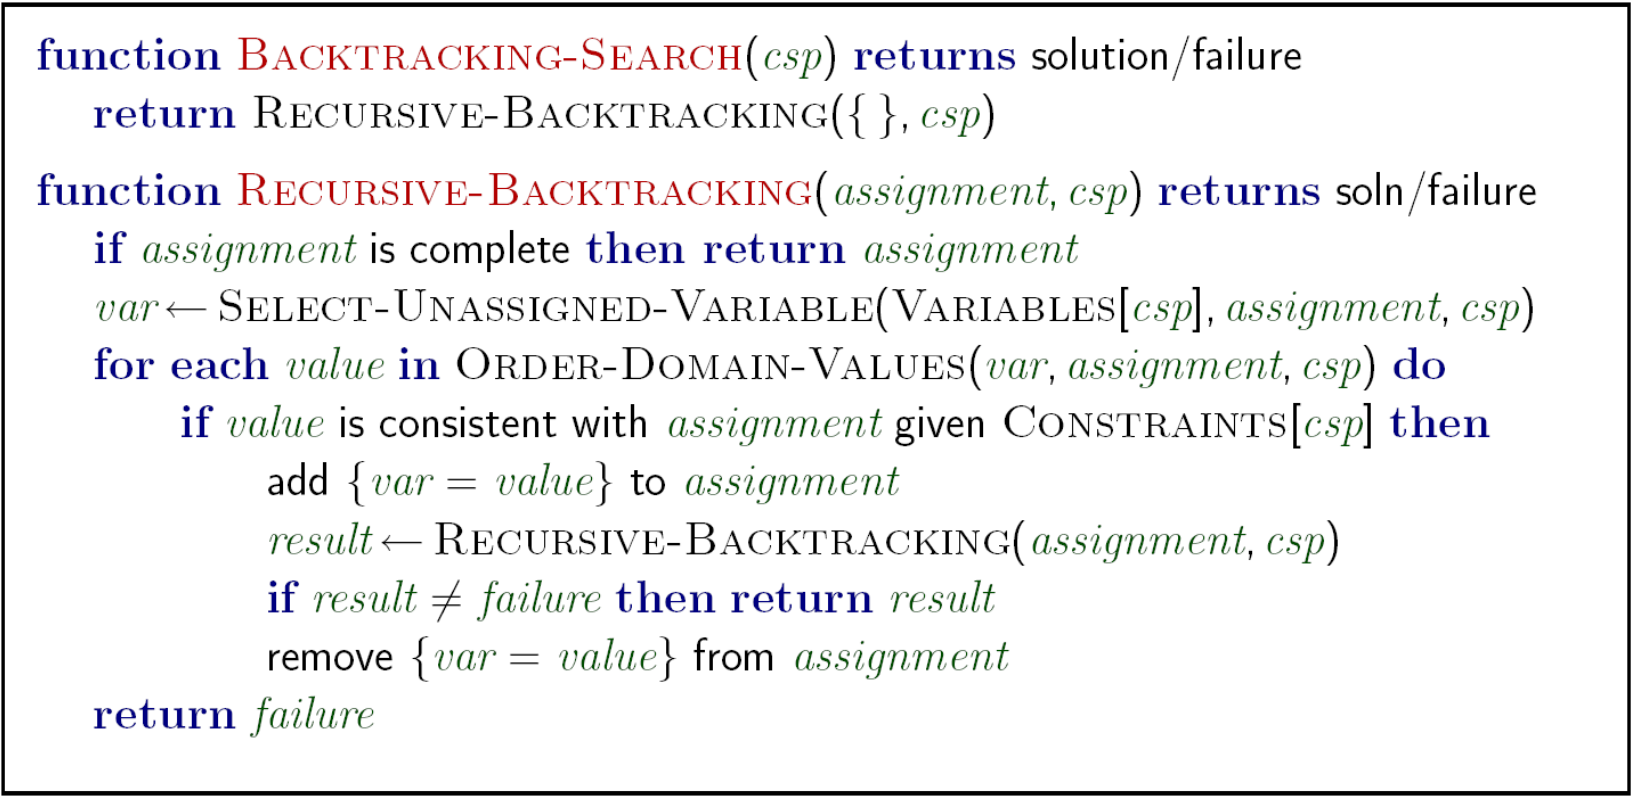 function BACKTRACKING-SEARCH(csp) returns solution/failure
return RECURSIVE-BACKTRACKING({ }, csp)
function RECURSIVE-BACKTRACKING(assignment, csp) returns soln/failure
if assignment is complete then return assignment
var ← SELECT-UNASSIGNED-VARIABLE(VARIABLES[csp], assignment, csp)
for each value in ORDER-DOMAIN-VALUES(var, assignment, csp) do
if value is consistent with assignment given CONSTRAINTS[csp] then
add {var = value} to assignment
result ← RECURSIVE-BACKTRACKING(assignment, csp)
if result ≠ failure then return result
remove {var = value} from assignment
return failure